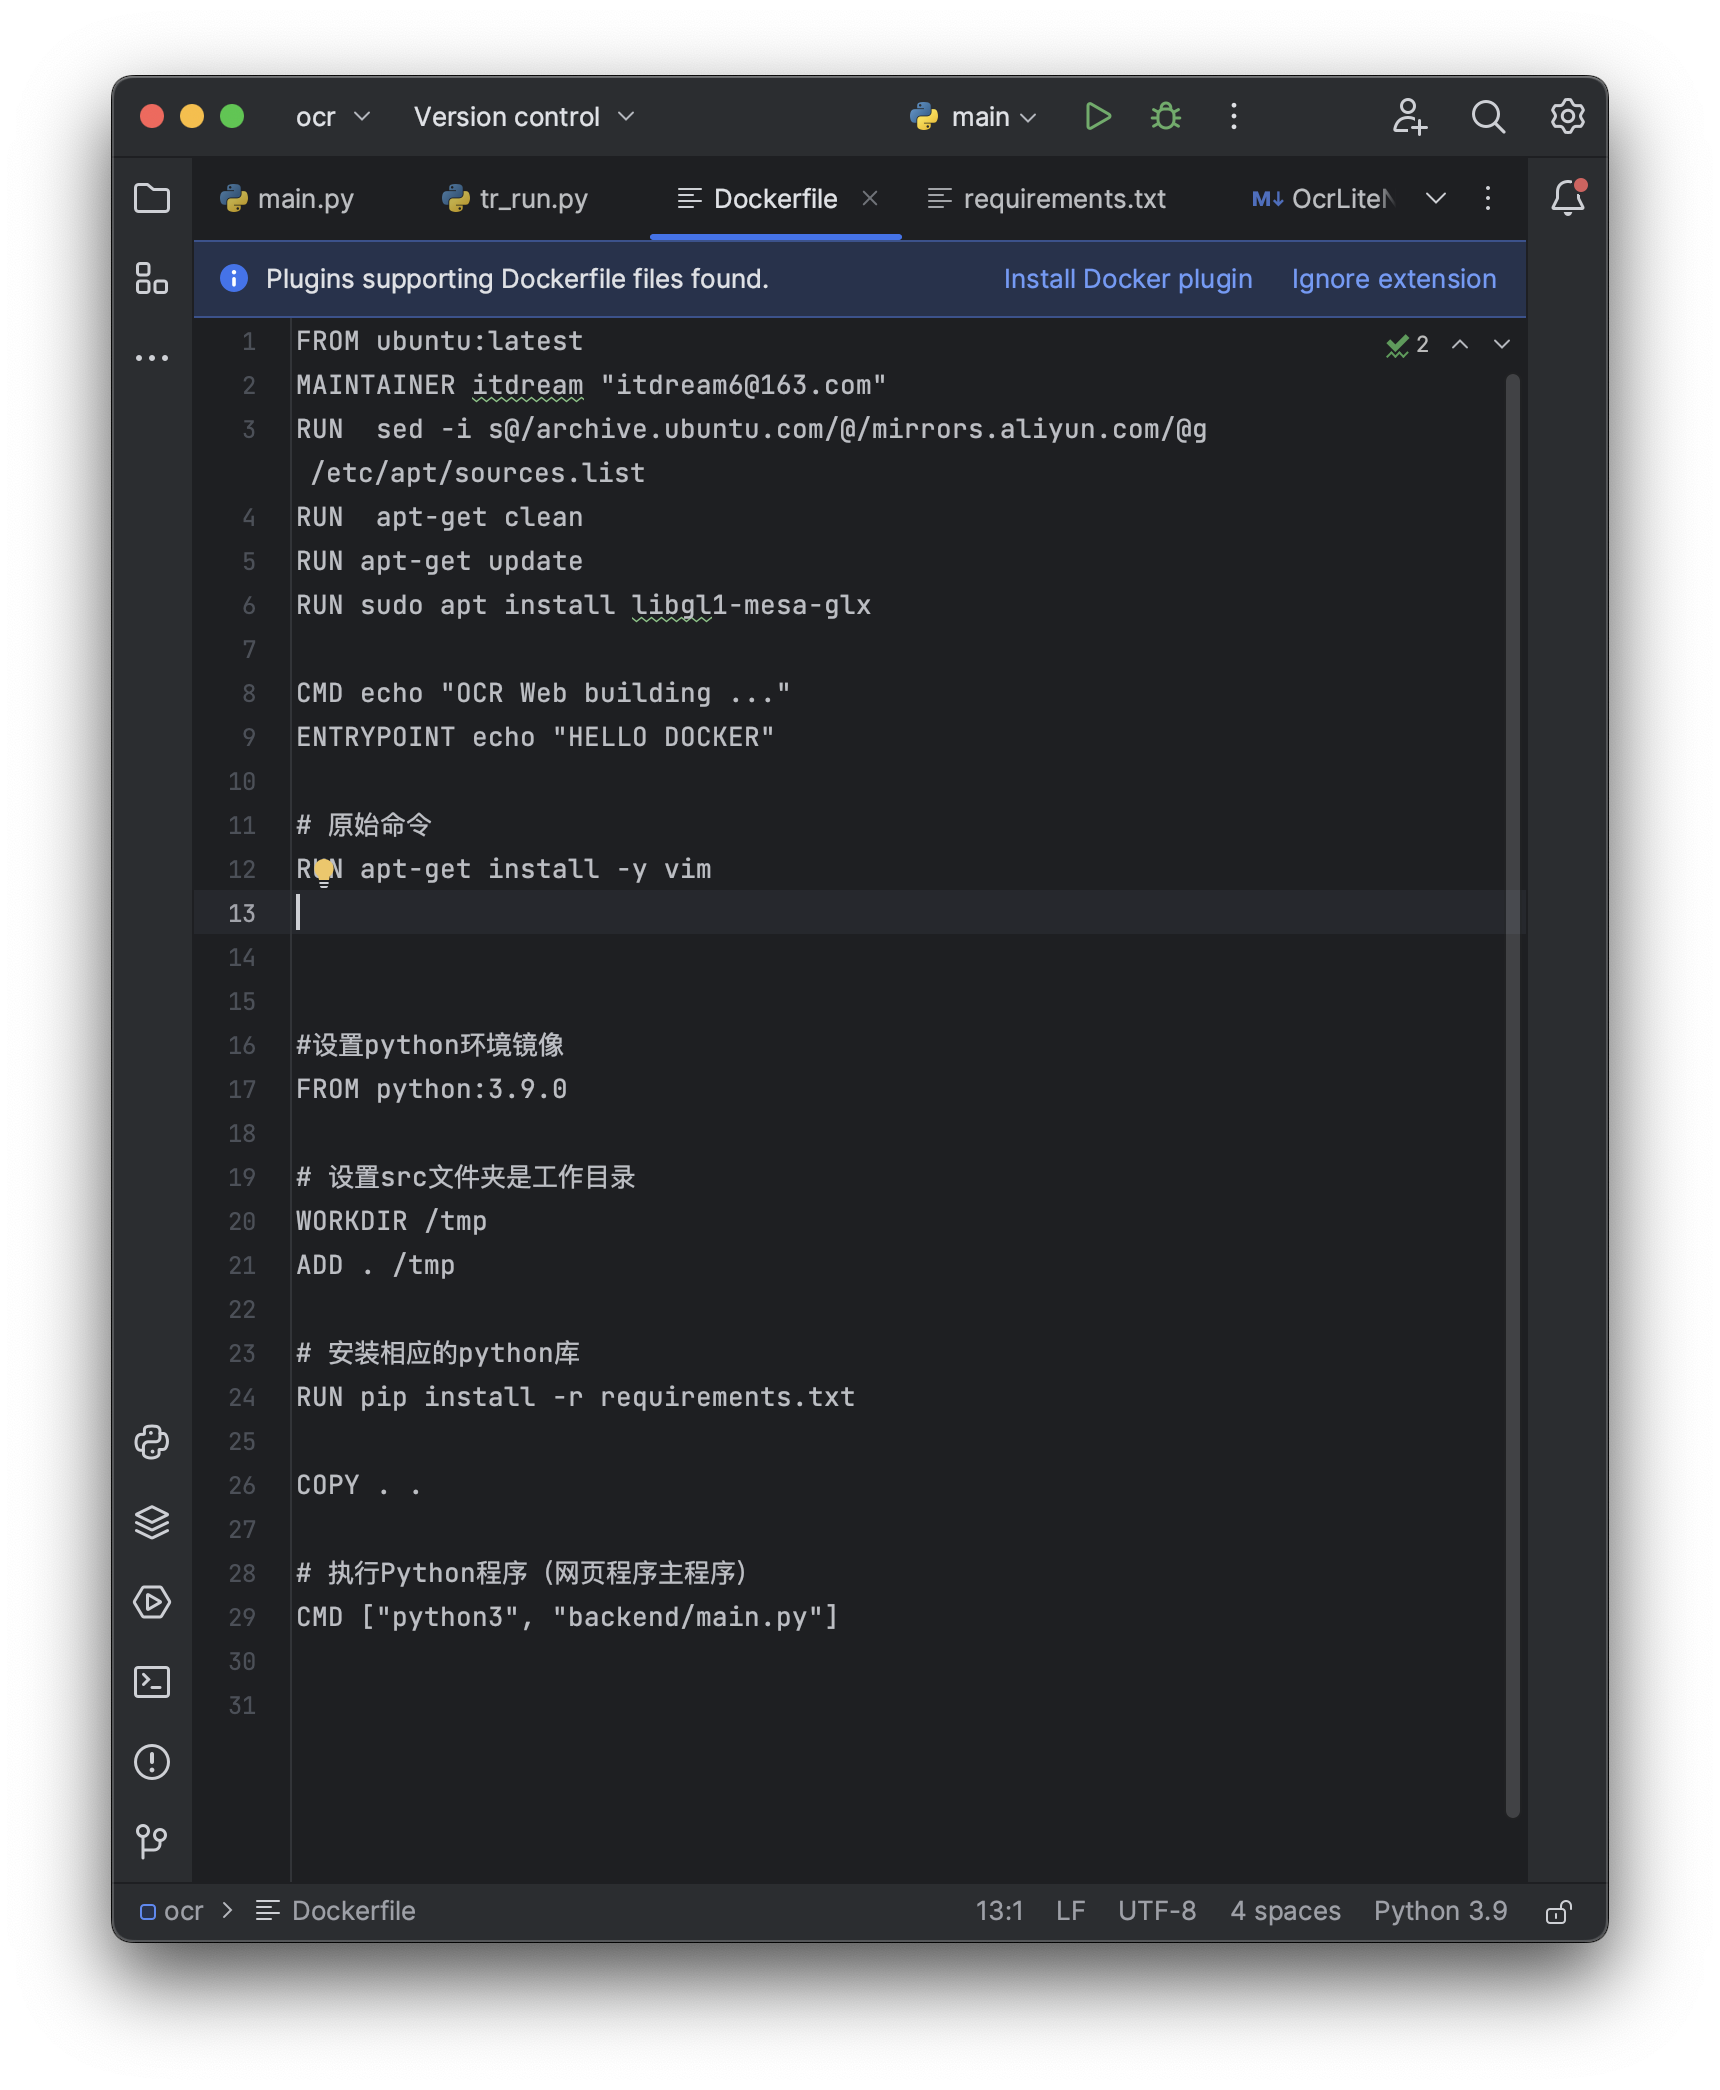 ocr
Version control
main
main.py
tr_run.py
Dockerfile
requirements.txt
M↓ OcrLite
Plugins supporting Dockerfile files found.
Install Docker plugin
Ignore extension
2
1 FROM ubuntu:latest
2 MAINTAINER itdream "itdream6@163.com"
3 RUN  sed -i s@/archive.ubuntu.com/@/mirrors.aliyun.com/@g
/etc/apt/sources.list
4 RUN  apt-get clean
5 RUN apt-get update
6 RUN sudo apt install libgl1-mesa-glx
7
8 CMD echo "OCR Web building ..."
9 ENTRYPOINT echo "HELLO DOCKER"
10
11 # 原始命令
12 RUN apt-get install -y vim
13
14
15
16 #设置python环境镜像
17 FROM python:3.9.0
18
19 # 设置src文件夹是工作目录
20 WORKDIR /tmp
21 ADD . /tmp
22
23 # 安装相应的python库
24 RUN pip install -r requirements.txt
25
26 COPY . .
27
28 # 执行Python程序（网页程序主程序）
29 CMD ["python3", "backend/main.py"]
30
31
ocr > Dockerfile
13:1
LF
UTF-8
4 spaces
Python 3.9